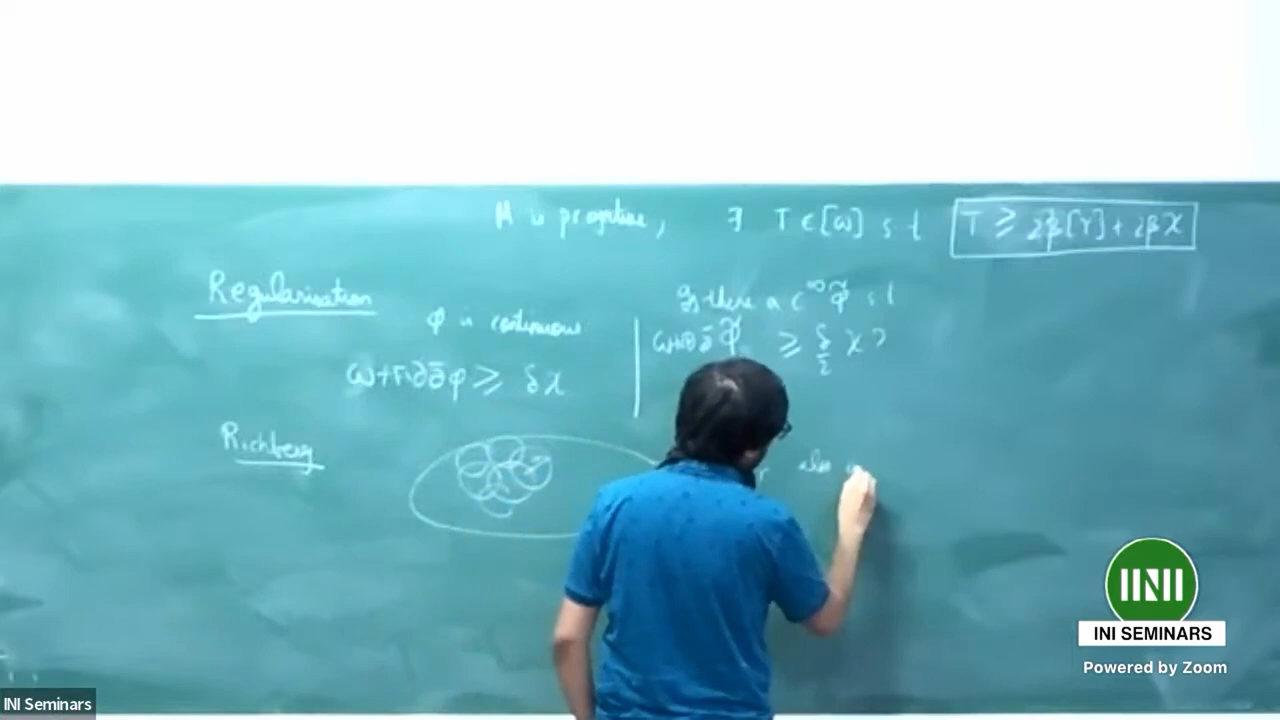 M is projective, ∃ T ∈ [ω] s t T ≥ 2β[Y] + 2βχ
Regularisation
Is there a C^∞ φ̃ s t
φ is continuous
ω+√-1∂∂̄φ ≥ δχ
≥ δ/2 χ ?
Richberg
also
INI SEMINARS
Powered by Zoom
INI Seminars